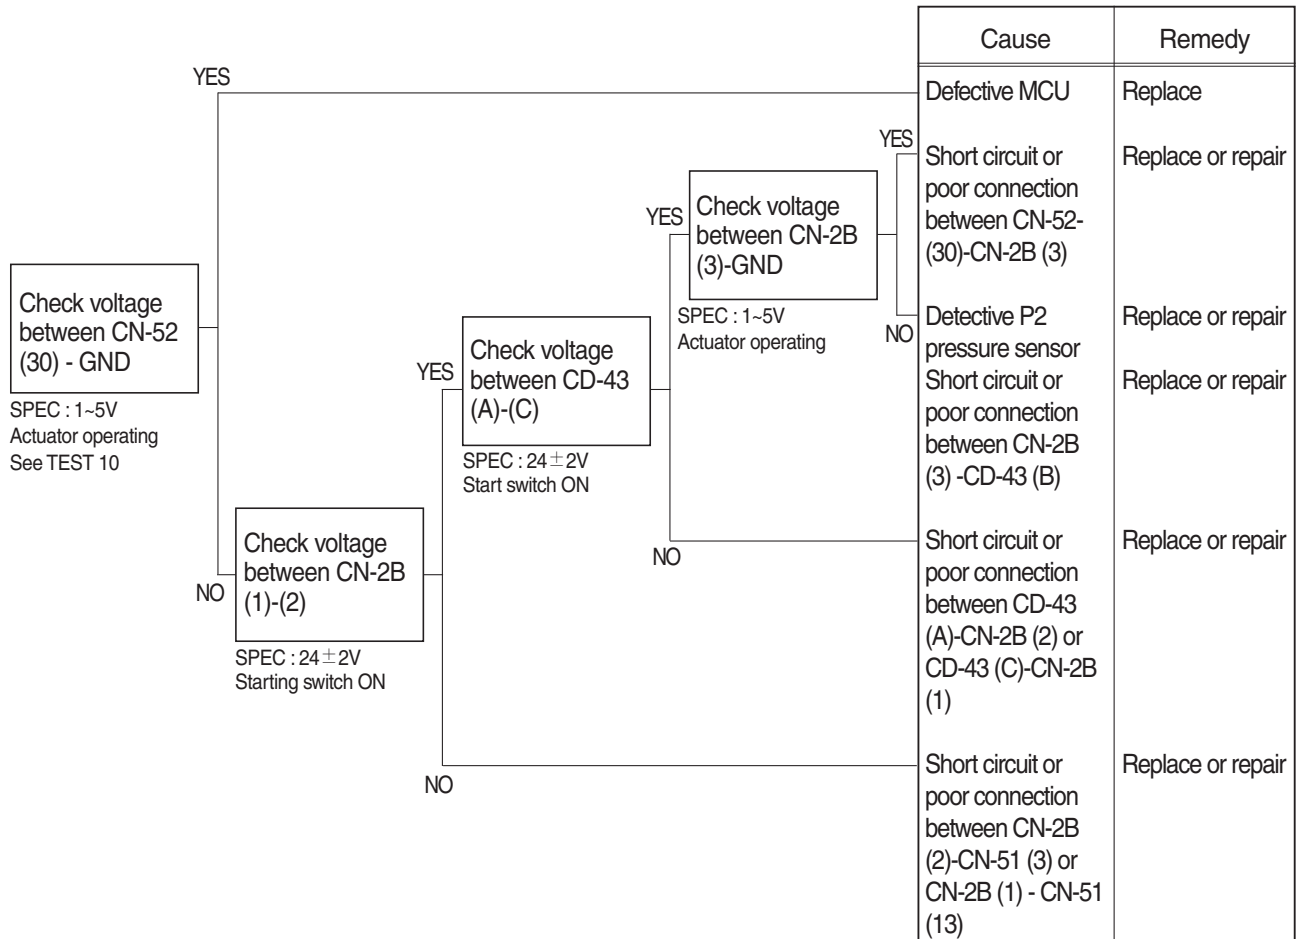 YES
Check voltage
between CN-52
(30) - GND
SPEC : 1~5V
Actuator operating
See TEST 10
NO
Check voltage
between CN-2B
(1)-(2)
SPEC : 24±2V
Starting switch ON
YES
Check voltage
between CD-43
(A)-(C)
SPEC : 24±2V
Start switch ON
NO
YES
Check voltage
between CN-2B
(3)-GND
SPEC : 1~5V
Actuator operating
YES
NO
NO
Cause Remedy
Defective MCU Replace
Short circuit or Replace or repair
poor connection
between CN-52-
(30)-CN-2B (3)
Detective P2 Replace or repair
pressure sensor
Short circuit or Replace or repair
poor connection
between CN-2B
(3) -CD-43 (B)
Short circuit or Replace or repair
poor connection
between CD-43
(A)-CN-2B (2) or
CD-43 (C)-CN-2B
(1)
Short circuit or Replace or repair
poor connection
between CN-2B
(2)-CN-51 (3) or
CN-2B (1) - CN-51
(13)